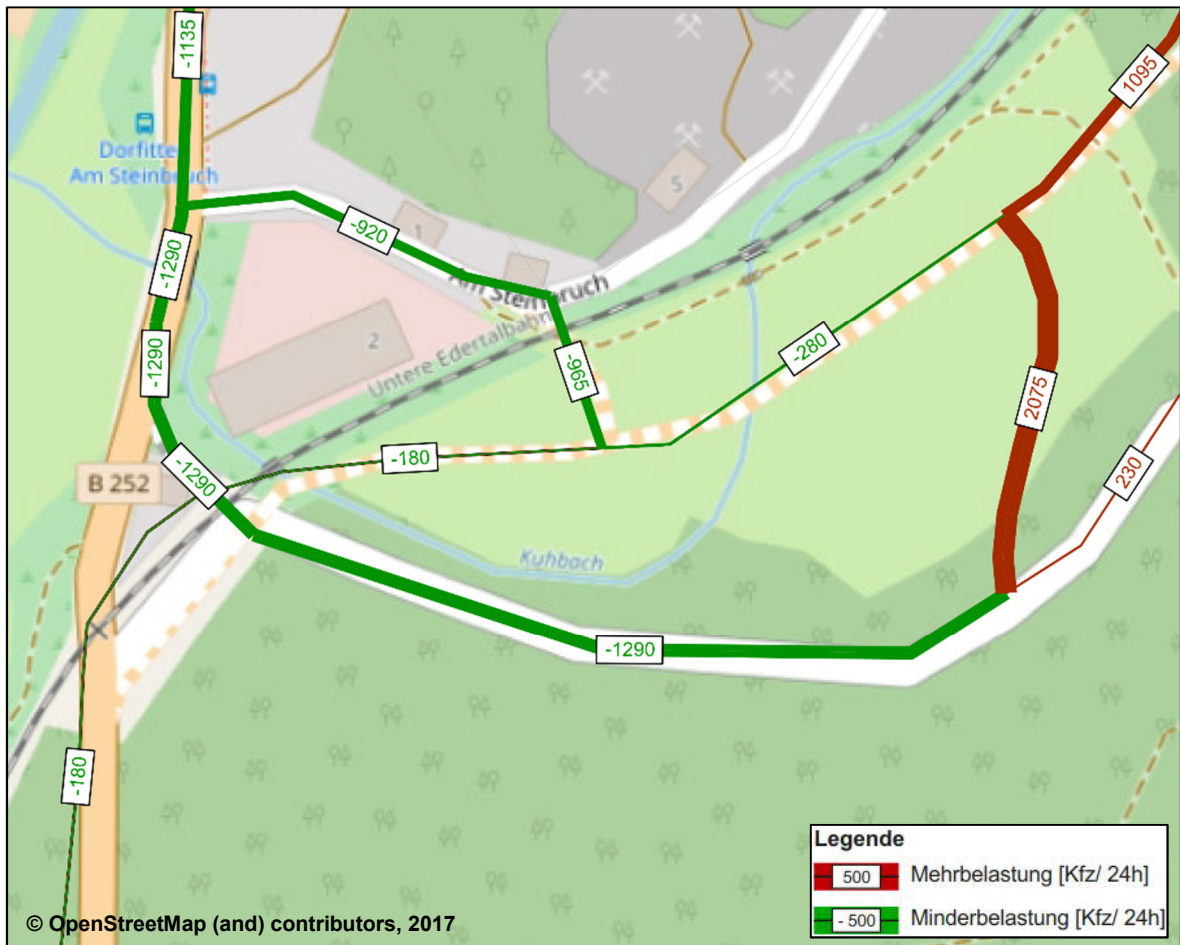 -1135
1095
Dorfitter
Am Steinbruch
5
1
-920
-1290
Am Steinbruch
2
Untere Edertalbahn
-1290
-965
-280
2075
-180
-1290
B 252
230
Kuhbach
-1290
-180
Legende
500 Mehrbelastung [Kfz/ 24h]
- 500 Minderbelastung [Kfz/ 24h]
© OpenStreetMap (and) contributors, 2017